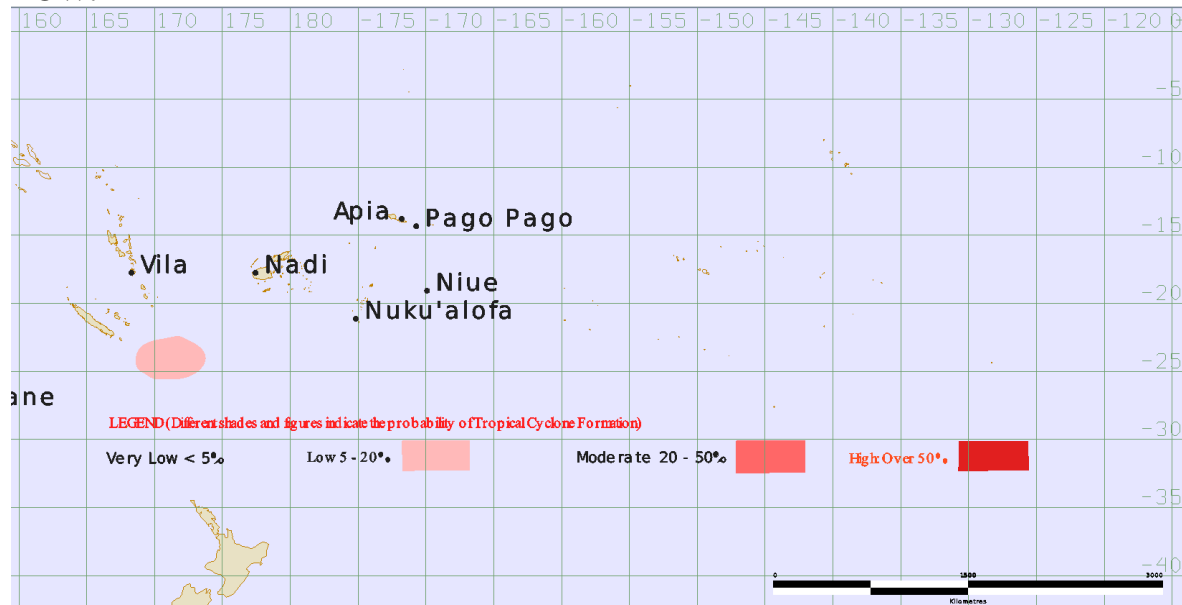 160 165 170 175 180 -175 -170 -165 -160 -155 -150 -145 -140 -135 -130 -125 -120 0
-5
-10
Apia Pago Pago
-15
Vila Nadi
Niue
-20
Nuku'alofa
-25
ane
LEGEND (Different shades and figures indicate the probability of Tropical Cyclone Formation)
-30
Very Low < 5% Low 5 - 20% Moderate 20 - 50% High: Over 50%
-35
-40
0 1500 3000
Kilometres